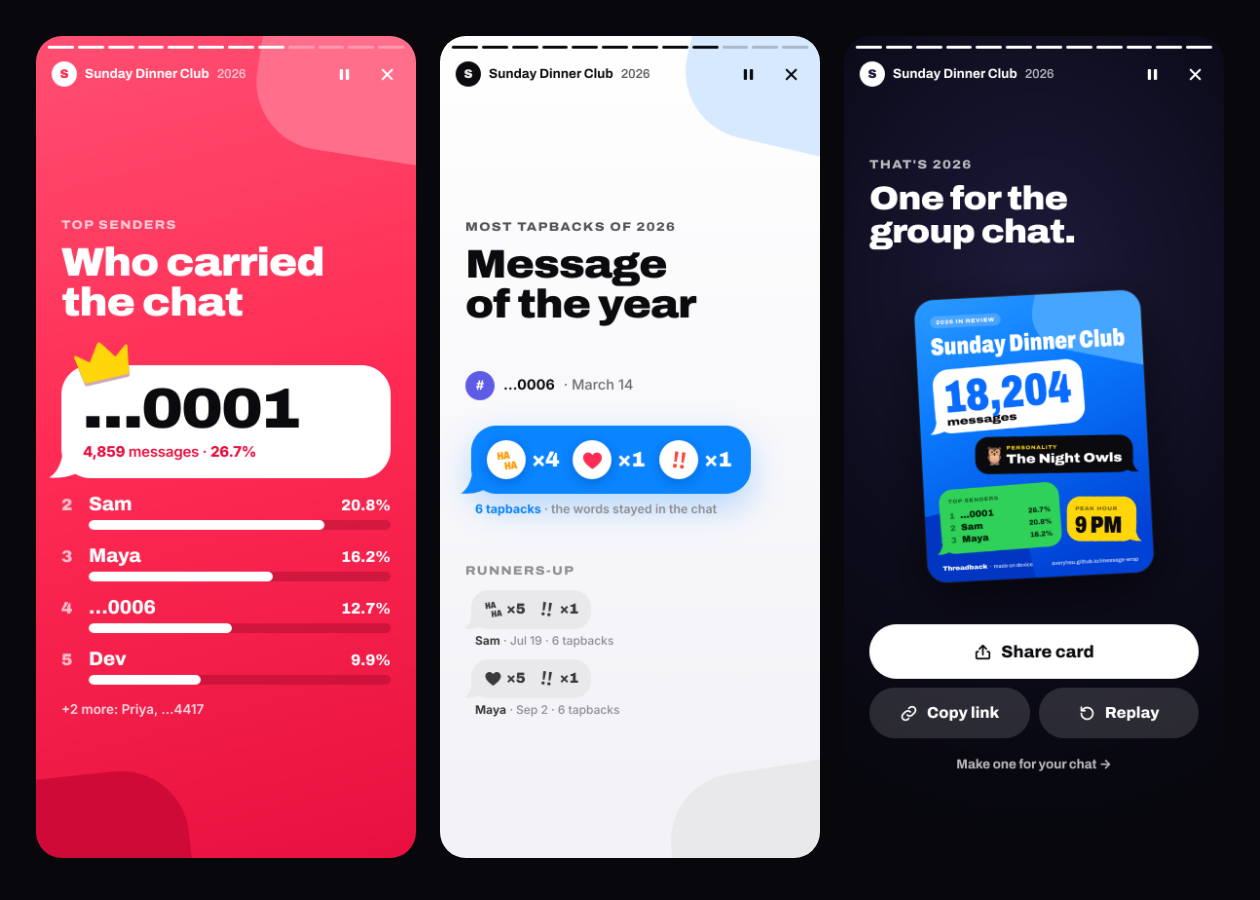 S Sunday Dinner Club 2026
TOP SENDERS
Who carried
the chat
...0001
4,859 messages · 26.7%
2 Sam 20.8%
3 Maya 16.2%
4 ...0006 12.7%
5 Dev 9.9%
+2 more: Priya, ...4417
S Sunday Dinner Club 2026
MOST TAPBACKS OF 2026
Message
of the year
# ...0006 · March 14
HA HA ×4 ×1 !! ×1
6 tapbacks · the words stayed in the chat
RUNNERS-UP
HA HA ×5 !! ×1
Sam · Jul 19 · 6 tapbacks
×5 !! ×1
Maya · Sep 2 · 6 tapbacks
S Sunday Dinner Club 2026
THAT'S 2026
One for the
group chat.
2026 IN REVIEW
Sunday Dinner Club
18,204
messages
PERSONALITY
The Night Owls
TOP SENDERS
1 ...0001 26.7%
2 Sam 20.8%
3 Maya 16.2%
PEAK HOUR
9 PM
Threadback · made on device
Share card
Copy link
Replay
Make one for your chat →